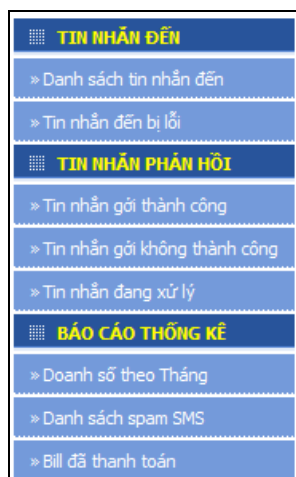 TIN NHẮN ĐẾN
» Danh sách tin nhắn đến
» Tin nhắn đến bị lỗi
TIN NHẮN PHẢN HỒI
» Tin nhắn gởi thành công
» Tin nhắn gởi không thành công
» Tin nhắn đang xử lý
BÁO CÁO THỐNG KÊ
» Doanh số theo Tháng
» Danh sách spam SMS
» Bill đã thanh toán